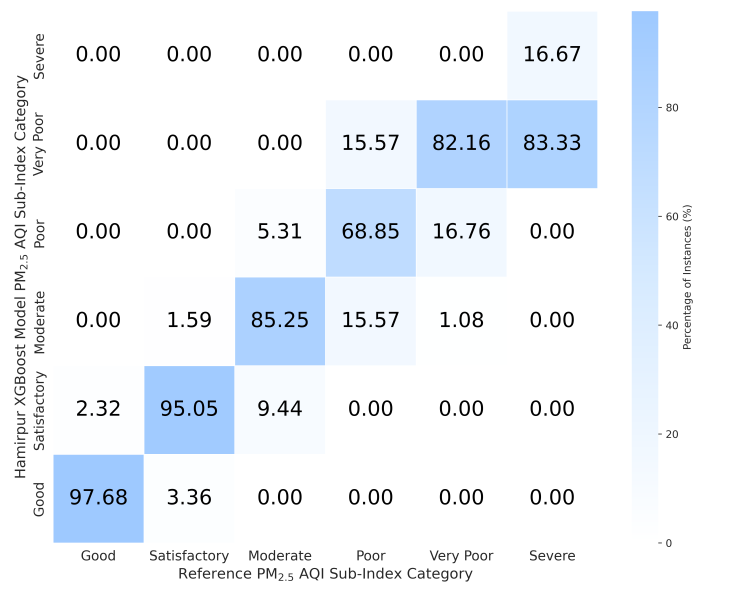 Hamirpur XGBoost Model PM2.5 AQI Sub-Index Category
Severe
0.00 0.00 0.00 0.00 0.00 16.67
Very Poor
0.00 0.00 0.00 15.57 82.16 83.33
Poor
0.00 0.00 5.31 68.85 16.76 0.00
Moderate
0.00 1.59 85.25 15.57 1.08 0.00
Satisfactory
2.32 95.05 9.44 0.00 0.00 0.00
Good
97.68 3.36 0.00 0.00 0.00 0.00
Good Satisfactory Moderate Poor Very Poor Severe
Reference PM2.5 AQI Sub-Index Category
80
60
40
20
0
Percentage of Instances (%)